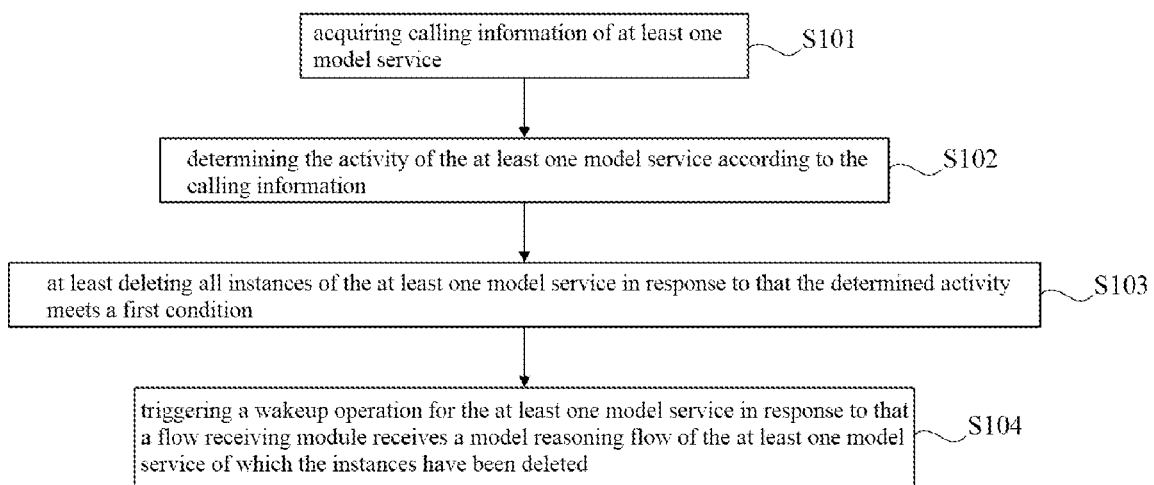 acquiring calling information of at least one
model service
S101
determining the activity of the at least one model service according to the
calling information
S102
at least deleting all instances of the at least one model service in response to that the determined activity
meets a first condition
S103
triggering a wakeup operation for the at least one model service in response to that
a flow receiving module receives a model reasoning flow of the at least one model
service of which the instances have been deleted
S104